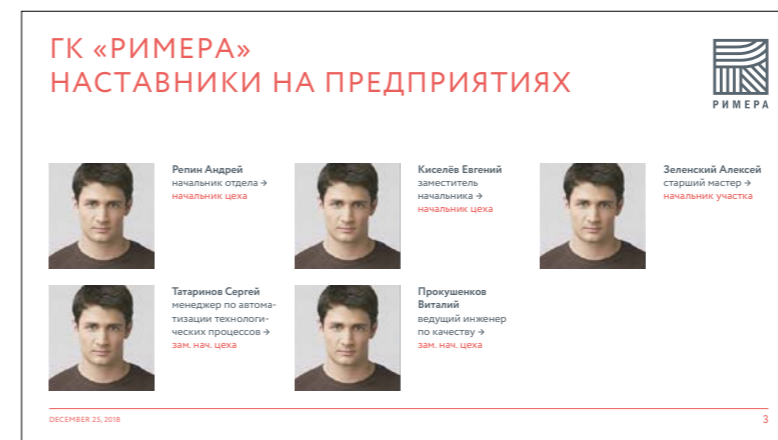 ГК «РИМЕРА»
НАСТАВНИКИ НА ПРЕДПРИЯТИЯХ
РИМЕРА
Репин Андрей
начальник отдела →
начальник цеха
Киселёв Евгений
заместитель
начальника →
начальник цеха
Зеленский Алексей
старший мастер →
начальник участка
Татаринов Сергей
менеджер по автома-
тизации технологи-
ческих процессов →
зам. нач. цеха
Прокушенков
Виталий
ведущий инженер
по качеству →
зам. нач. цеха
DECEMBER 25, 2018
3